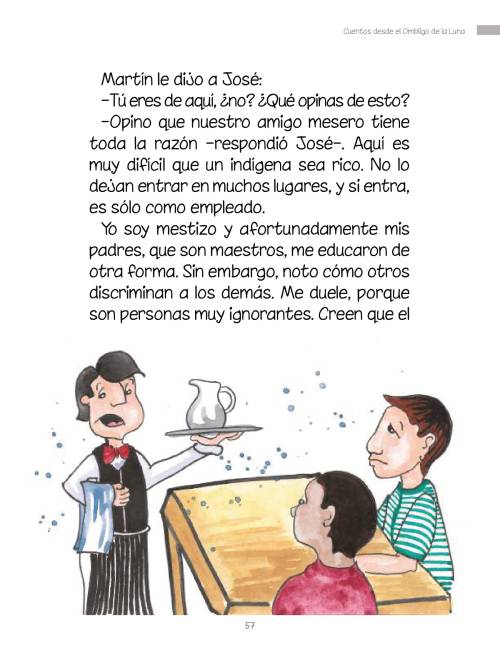 Cuentos desde el Ombligo de la Luna
Martín le dijo a José:
–Tú eres de aquí, ¿no? ¿Qué opinas de esto?
–Opino que nuestro amigo mesero tiene
toda la razón –respondió José–. Aquí es
muy difícil que un indígena sea rico. No lo
dejan entrar en muchos lugares, y si entra,
es sólo como empleado.
Yo soy mestizo y afortunadamente mis
padres, que son maestros, me educaron de
otra forma. Sin embargo, noto cómo otros
discriminan a los demás. Me duele, porque
son personas muy ignorantes. Creen que el
57